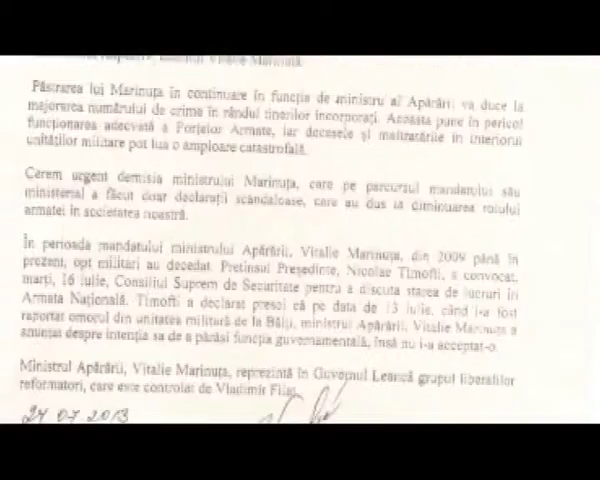 Vitalie Marinuța
Păstrarea lui Marinuța în continuare în funcția de ministru al Apărării va duce la
majorarea numărului de crime în rândul tinerilor incorporați. Aceasta pune în pericol
funcționarea adecvată a Forțelor Armate, iar decesele și maltratările în interiorul
unităților militare pot lua o amploare catastrofală.
Cerem urgent demisia ministrului Marinuța, care pe parcursul mandatului său
ministerial a făcut doar declarații scandaloase, care au dus la diminuarea rolului
armatei în societatea noastră.
În perioada mandatului ministrului Apărării, Vitalie Marinuța, din 2009 până în
prezent, opt militari au decedat. Pretinsul Președinte, Nicolae Timofti, a convocat,
marți, 16 iulie, Consiliul Suprem de Securitate pentru a discuta starea de lucruri în
Armata Națională. Timofti a declarat presei că pe data de 13 iulie, când i-a fost
raportat omorul din unitatea militară de la Bălți, ministrul Apărării, Vitalie Marinuța a
anunțat despre intenția sa de a părăsi funcția guvernamentală, însă nu i-a acceptat-o.
Ministrul Apărării, Vitalie Marinuța, reprezintă în Guvernul Leancă grupul liberalilor
reformatori, care este controlat de Vladimir Filat.
24 07 2013